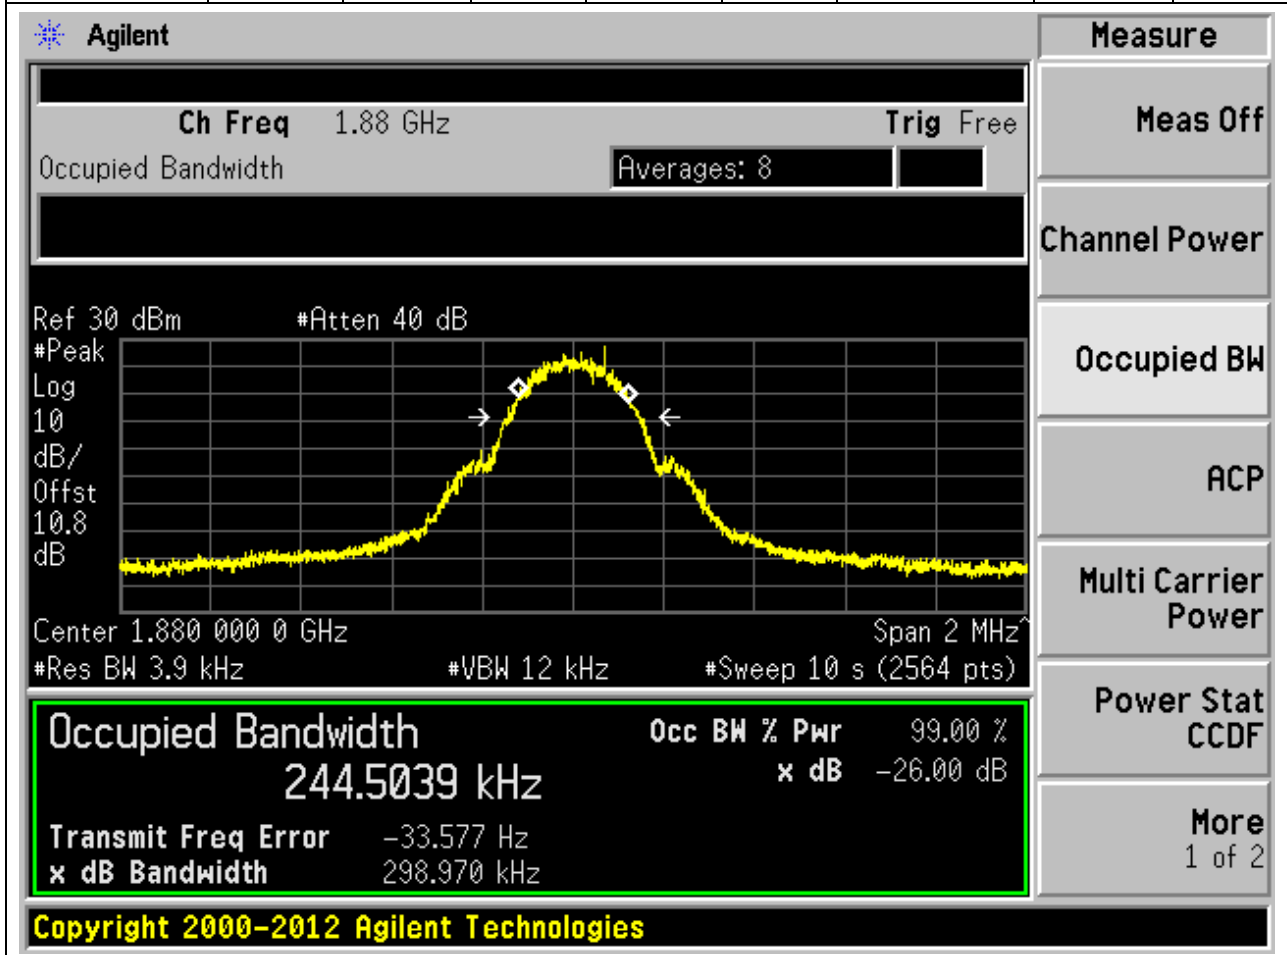 Agilent
Measure
Ch Freq 1.88 GHz Trig Free
Occupied Bandwidth Averages: 8
Meas Off
Channel Power
Occupied BW
ACP
Multi Carrier
Power
Power Stat
CCDF
More
1 of 2
Ref 30 dBm #Atten 40 dB
#Peak
Log
10
dB/
Offst
10.8
dB
Center 1.880 000 0 GHz Span 2 MHz^
#Res BW 3.9 kHz #VBW 12 kHz #Sweep 10 s (2564 pts)
Occupied Bandwidth Occ BW % Pwr 99.00 %
244.5039 kHz x dB -26.00 dB
Transmit Freq Error -33.577 Hz
x dB Bandwidth 298.970 kHz
Copyright 2000-2012 Agilent Technologies